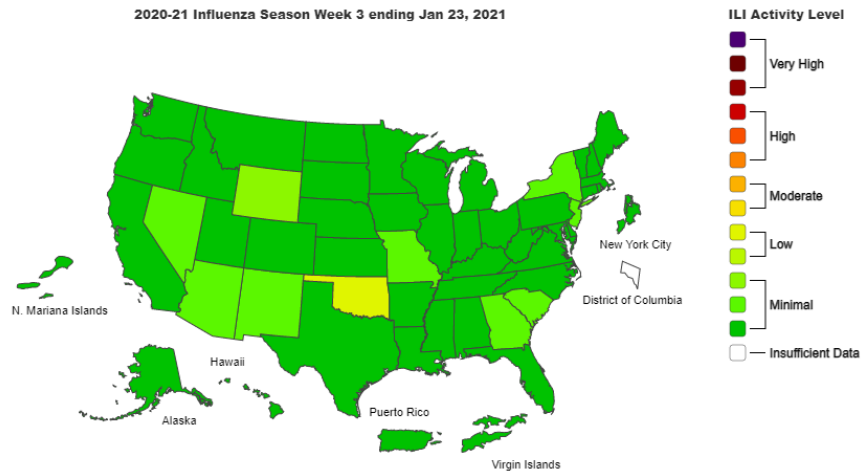 2020-21 Influenza Season Week 3 ending Jan 23, 2021
ILI Activity Level
Very High
High
Moderate
Low
Minimal
Insufficient Data
New York City
District of Columbia
N. Mariana Islands
Hawaii
Alaska
Puerto Rico
Virgin Islands